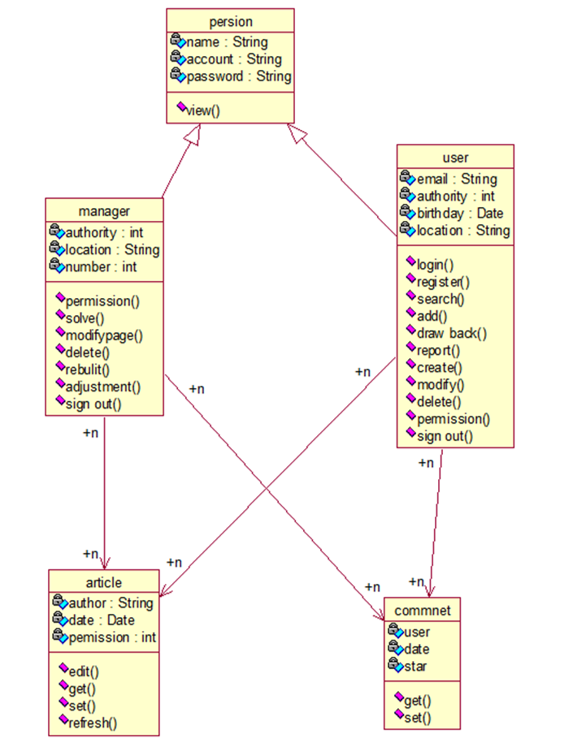 persion
name : String
account : String
password : String
view()
user
email : String
authority : int
birthday : Date
location : String
login()
register()
search()
add()
draw back()
report()
create()
modify()
delete()
permission()
sign out()
manager
authority : int
location : String
number : int
permission()
solve()
modifypage()
delete()
rebulit()
adjustment()
sign out()
+n
+n
+n
+n
+n
+n
+n
+n
article
author : String
date : Date
pemission : int
edit()
get()
set()
refresh()
commnet
user
date
star
get()
set()